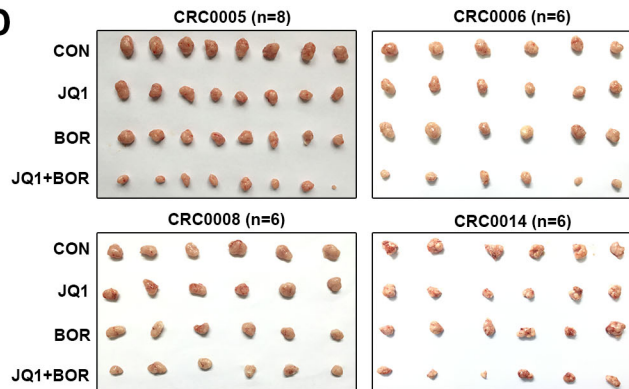 D
CRC0005 (n=8) CRC0006 (n=6)
CON
JQ1
BOR
JQ1+BOR
CRC0008 (n=6) CRC0014 (n=6)
CON
JQ1
BOR
JQ1+BOR